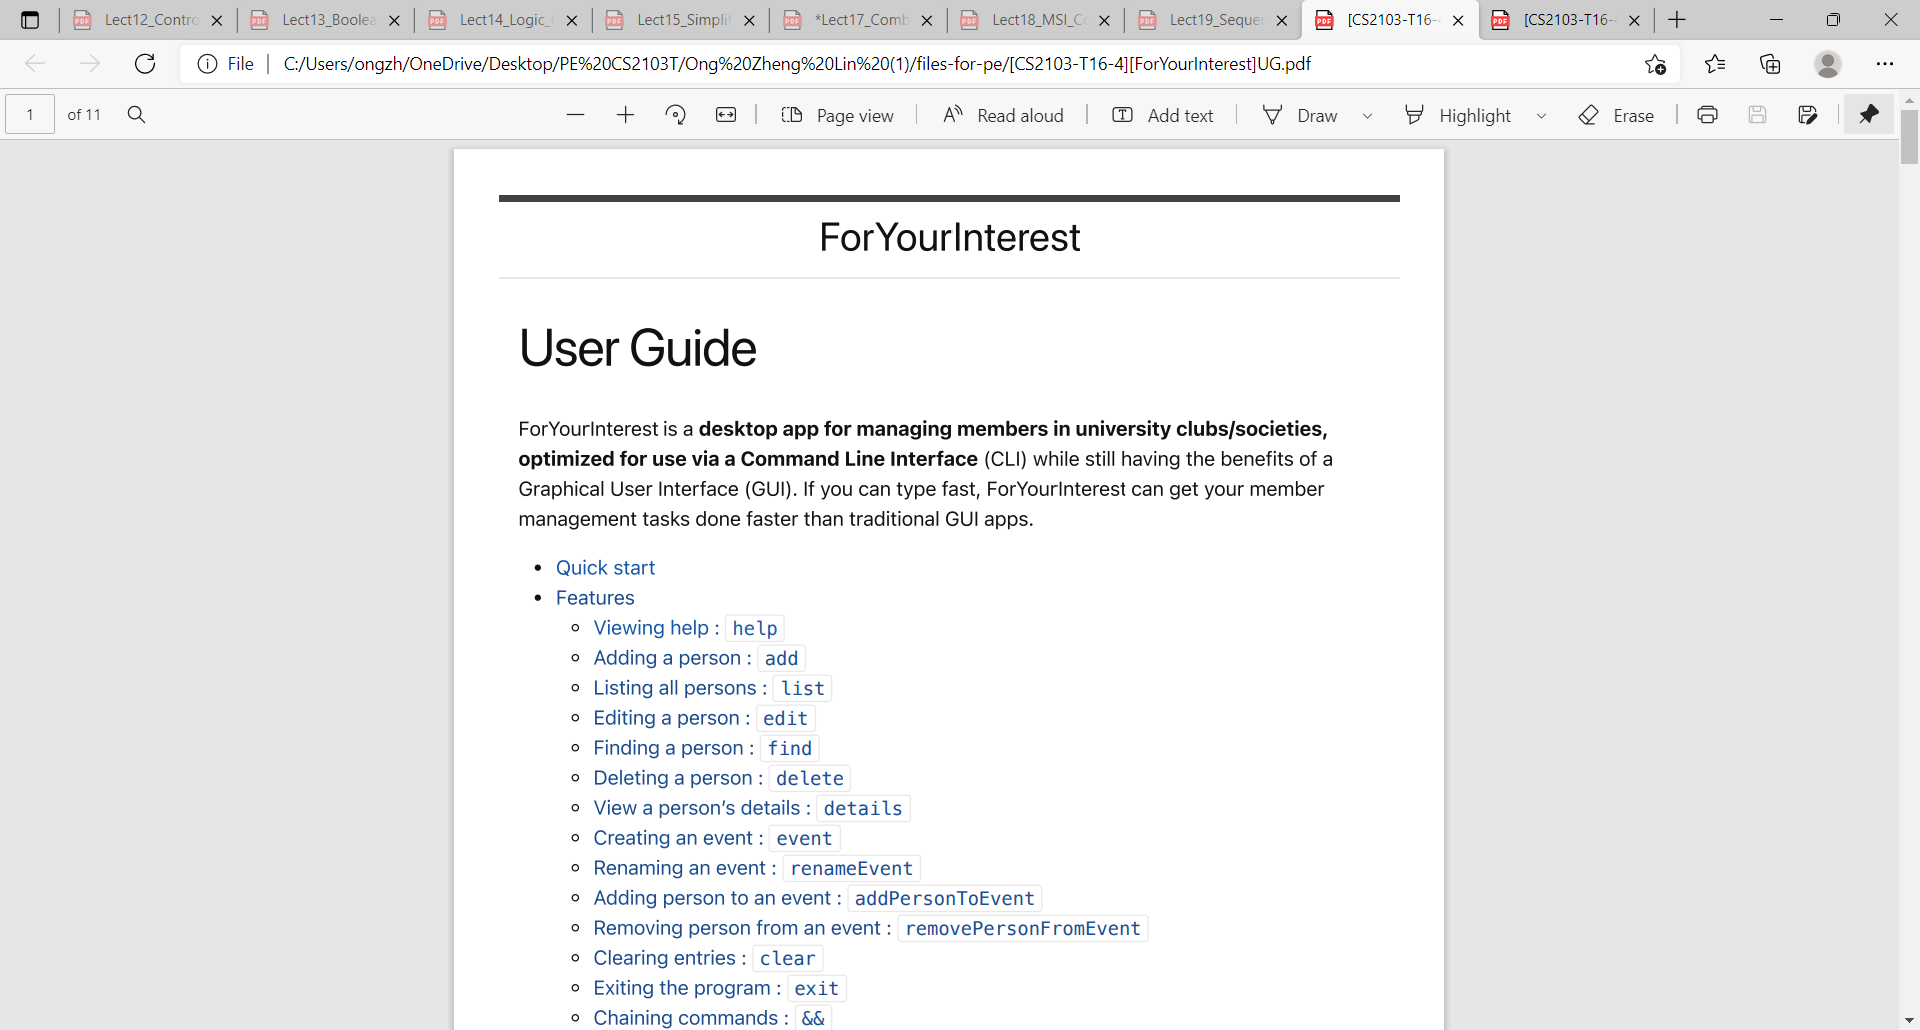 Lect12_Contro
Lect13_Boolea
Lect14_Logic_
Lect15_Simplif
*Lect17_Comb
Lect18_MSI_Co
Lect19_Seque
[CS2103-T16-
[CS2103-T16-
File
C:/Users/ongzh/OneDrive/Desktop/PE%20CS2103T/Ong%20Zheng%20Lin%20(1)/files-for-pe/[CS2103-T16-4][ForYourInterest]UG.pdf
1 of 11
Page view
Read aloud
Add text
Draw
Highlight
Erase
ForYourInterest
User Guide
ForYourInterest is a desktop app for managing members in university clubs/societies,
optimized for use via a Command Line Interface (CLI) while still having the benefits of a
Graphical User Interface (GUI). If you can type fast, ForYourInterest can get your member
management tasks done faster than traditional GUI apps.
• Quick start
• Features
◦ Viewing help : help
◦ Adding a person : add
◦ Listing all persons : list
◦ Editing a person : edit
◦ Finding a person : find
◦ Deleting a person : delete
◦ View a person's details : details
◦ Creating an event : event
◦ Renaming an event : renameEvent
◦ Adding person to an event : addPersonToEvent
◦ Removing person from an event : removePersonFromEvent
◦ Clearing entries : clear
◦ Exiting the program : exit
◦ Chaining commands : &&